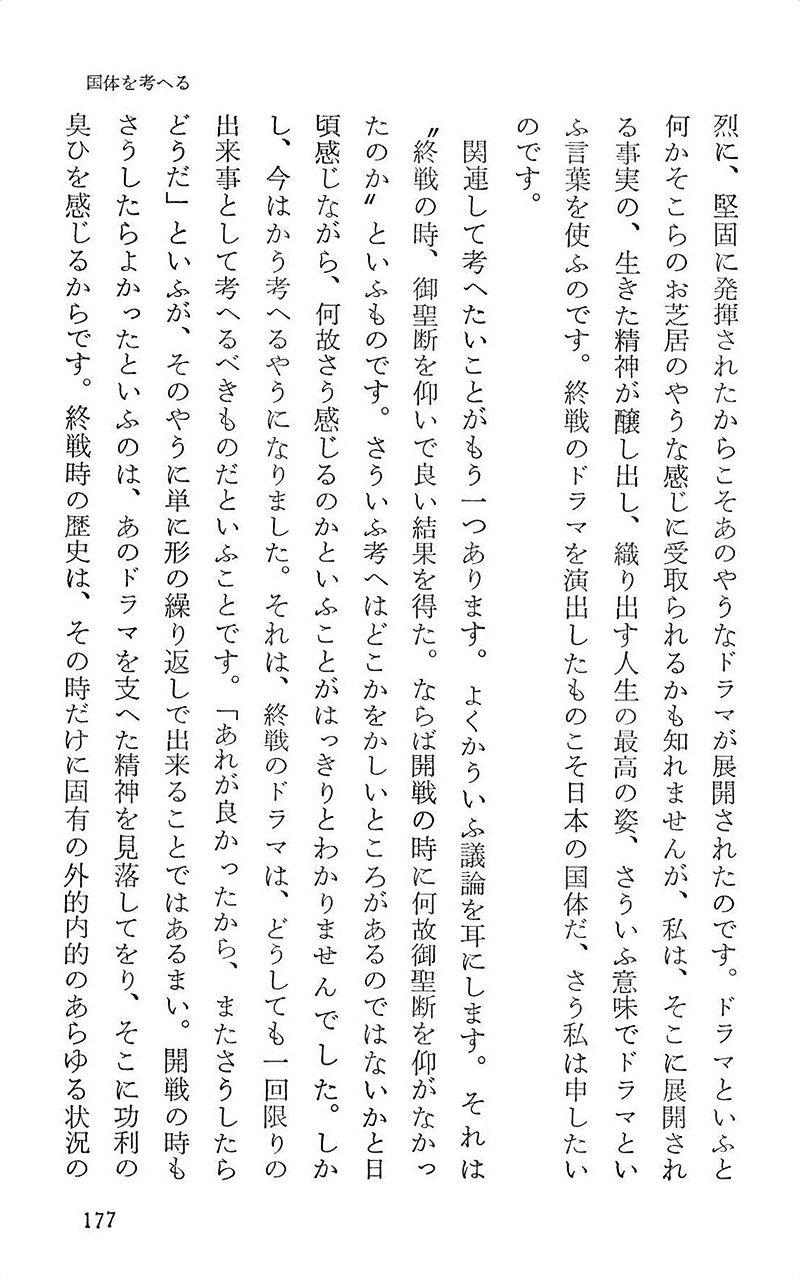 国体を考へる
烈に、堅固に発揮されたからこそあのやうなドラマが展開されたのです。ドラマといふと
何かそこらのお芝居のやうな感じに受取られるかも知れませんが、私は、そこに展開され
る事実の、生きた精神が醸し出し、織り出す人生の最高の姿、さういふ意味でドラマとい
ふ言葉を使ふのです。終戦のドラマを演出したものこそ日本の国体だ、さう私は申したい
のです。
関連して考へたいことがもう一つあります。よくかういふ議論を耳にします。それは
〝終戦の時、御聖断を仰いで良い結果を得た。ならば開戦の時に何故御聖断を仰がなかっ
たのか〟といふものです。さういふ考へはどこかをかしいところがあるのではないかと日
頃感じながら、何故さう感じるのかといふことがはっきりとわかりませんでした。しか
し、今はかう考へるやうになりました。それは、終戦のドラマは、どうしても一回限りの
出来事として考へるべきものだといふことです。「あれが良かったから、またさうしたら
どうだ」といふが、そのやうに単に形の繰り返しで出来ることではあるまい。開戦の時も
さうしたらよかったといふのは、あのドラマを支へた精神を見落してをり、そこに功利の
臭ひを感じるからです。終戦時の歴史は、その時だけに固有の外的内的のあらゆる状況の
177